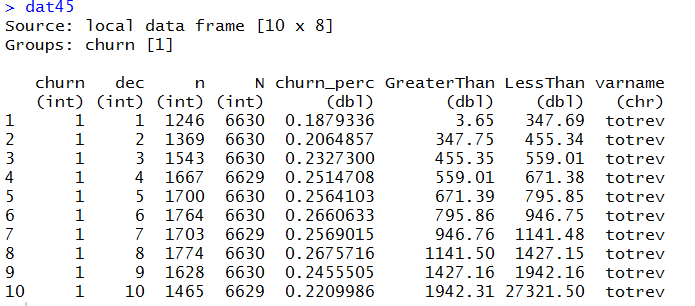 > dat45
Source: local data frame [10 x 8]
Groups: churn [1]
churn dec n N churn_perc GreaterThan LessThan varname
(int) (int) (int) (int) (dbl) (dbl) (dbl) (chr)
1 1 1 1246 6630 0.1879336 3.65 347.69 totrev
2 1 2 1369 6630 0.2064857 347.75 455.34 totrev
3 1 3 1543 6630 0.2327300 455.35 559.01 totrev
4 1 4 1667 6629 0.2514708 559.01 671.38 totrev
5 1 5 1700 6630 0.2564103 671.39 795.85 totrev
6 1 6 1764 6630 0.2660633 795.86 946.75 totrev
7 1 7 1703 6629 0.2569015 946.76 1141.48 totrev
8 1 8 1774 6630 0.2675716 1141.50 1427.15 totrev
9 1 9 1628 6630 0.2455505 1427.16 1942.16 totrev
10 1 10 1465 6629 0.2209986 1942.31 27321.50 totrev